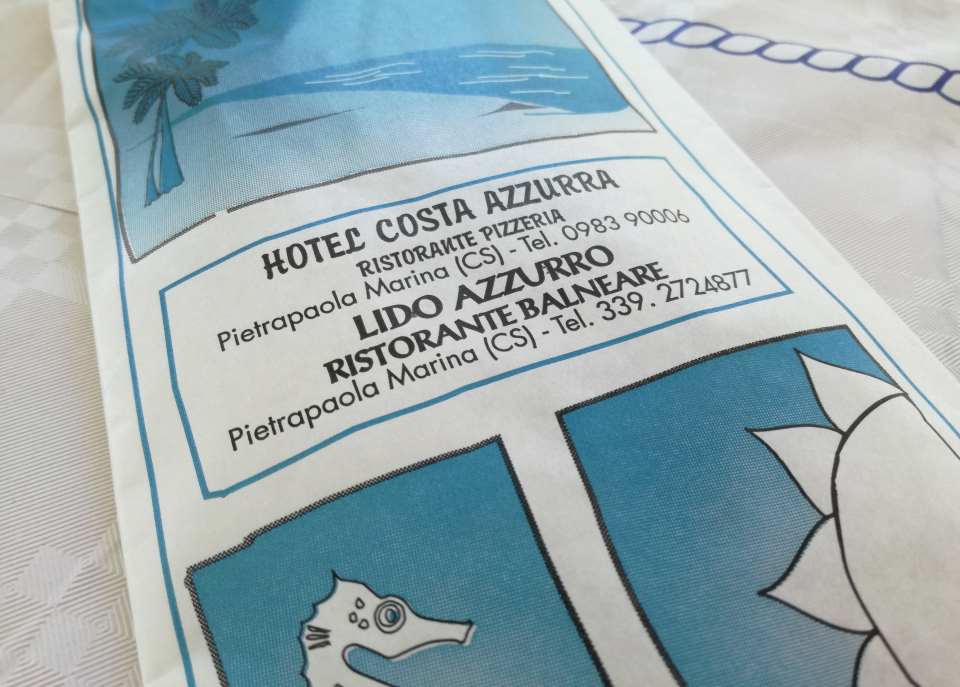 HOTEL COSTA AZZURRA
RISTORANTE PIZZERIA
Pietrapaola Marina (CS) - Tel. 0983 90006
LIDO AZZURRO
RISTORANTE BALNEARE
Pietrapaola Marina (CS) - Tel. 339.2724877